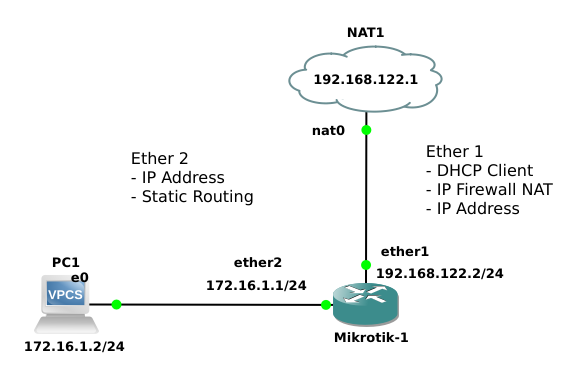 NAT1
192.168.122.1
nat0
Ether 2
- IP Address
- Static Routing
Ether 1
- DHCP Client
- IP Firewall NAT
- IP Address
ether1
192.168.122.2/24
ether2
172.16.1.1/24
PC1
e0
VPCS
172.16.1.2/24
Mikrotik-1